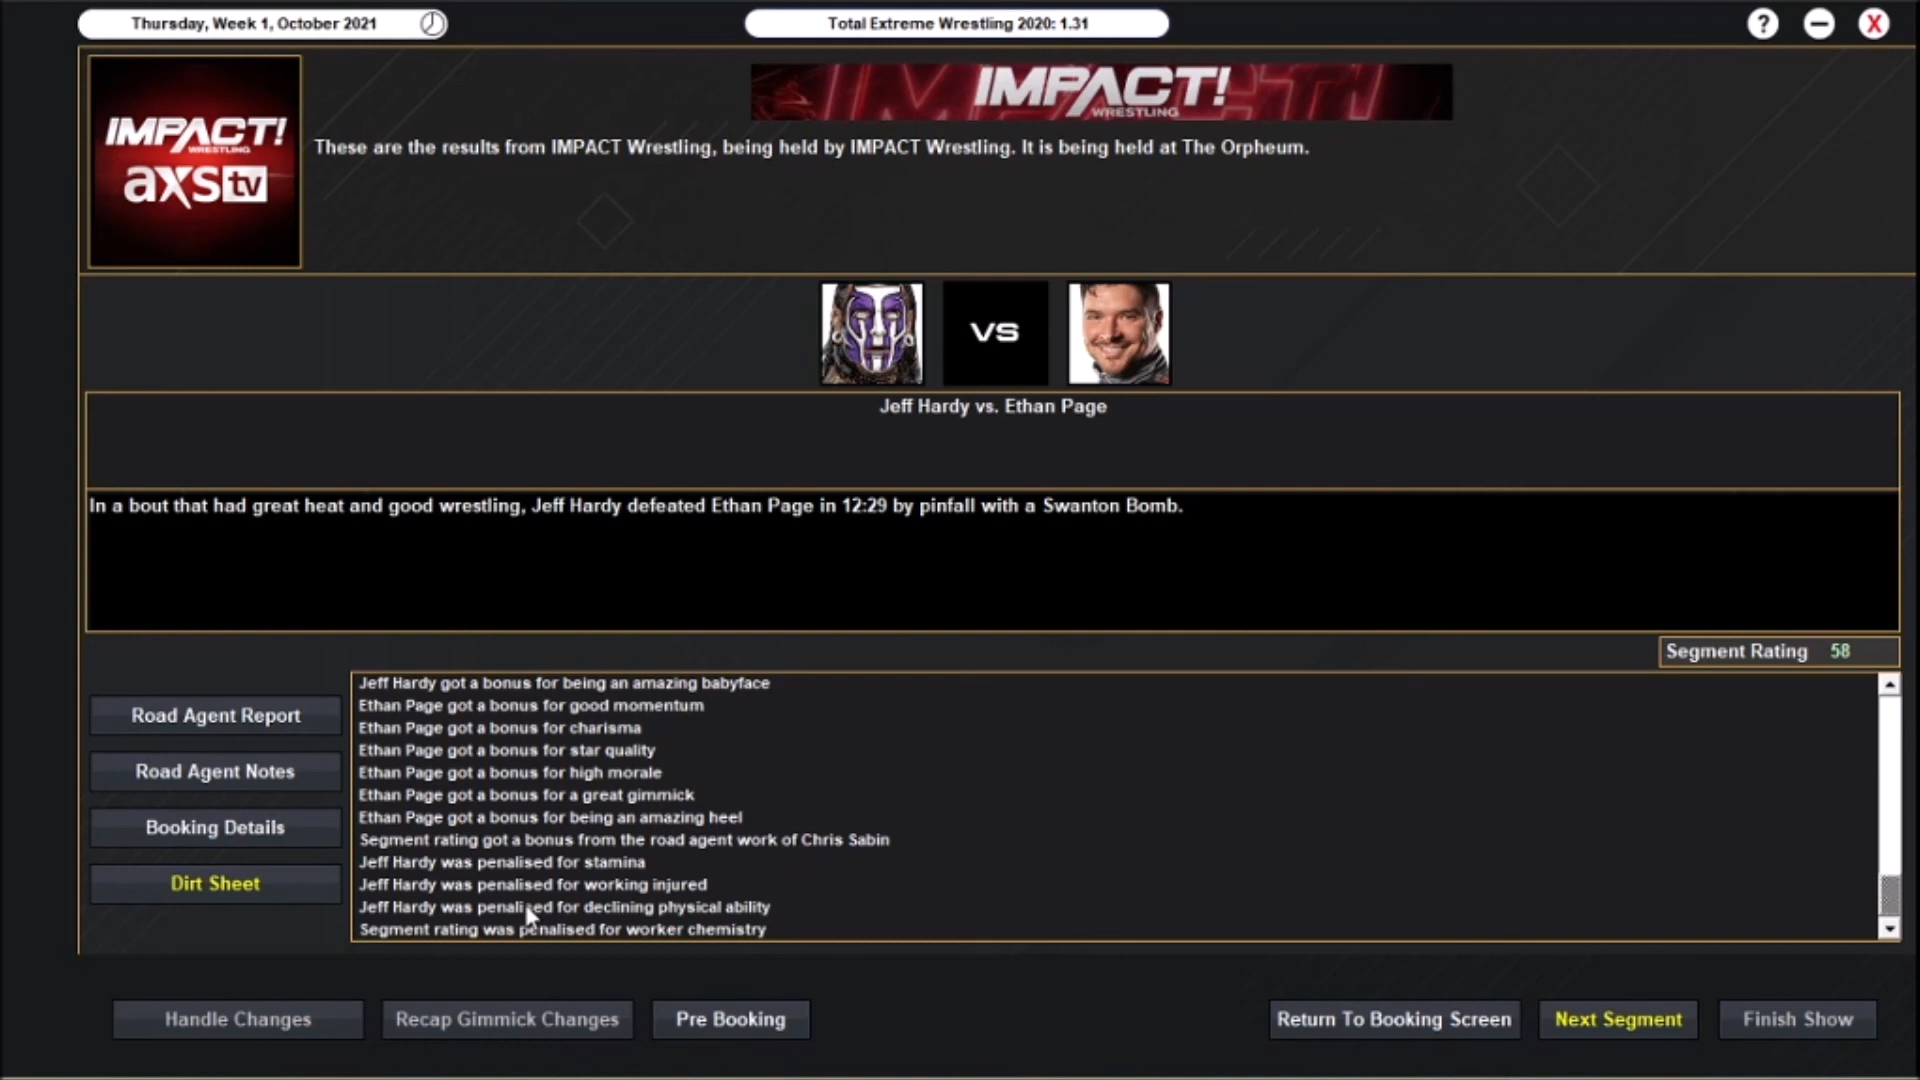 Thursday, Week 1, October 2021
Total Extreme Wrestling 2020: 1.31
?
X
IMPACT!
WRESTLING
axs tv
IMPACT!
WRESTLING
These are the results from IMPACT Wrestling, being held by IMPACT Wrestling. It is being held at The Orpheum.
VS
Jeff Hardy vs. Ethan Page
In a bout that had great heat and good wrestling, Jeff Hardy defeated Ethan Page in 12:29 by pinfall with a Swanton Bomb.
Segment Rating 58
Road Agent Report
Road Agent Notes
Booking Details
Dirt Sheet
Jeff Hardy got a bonus for being an amazing babyface
Ethan Page got a bonus for good momentum
Ethan Page got a bonus for charisma
Ethan Page got a bonus for star quality
Ethan Page got a bonus for high morale
Ethan Page got a bonus for a great gimmick
Ethan Page got a bonus for being an amazing heel
Segment rating got a bonus from the road agent work of Chris Sabin
Jeff Hardy was penalised for stamina
Jeff Hardy was penalised for working injured
Jeff Hardy was penalised for declining physical ability
Segment rating was penalised for worker chemistry
Handle Changes
Recap Gimmick Changes
Pre Booking
Return To Booking Screen
Next Segment
Finish Show